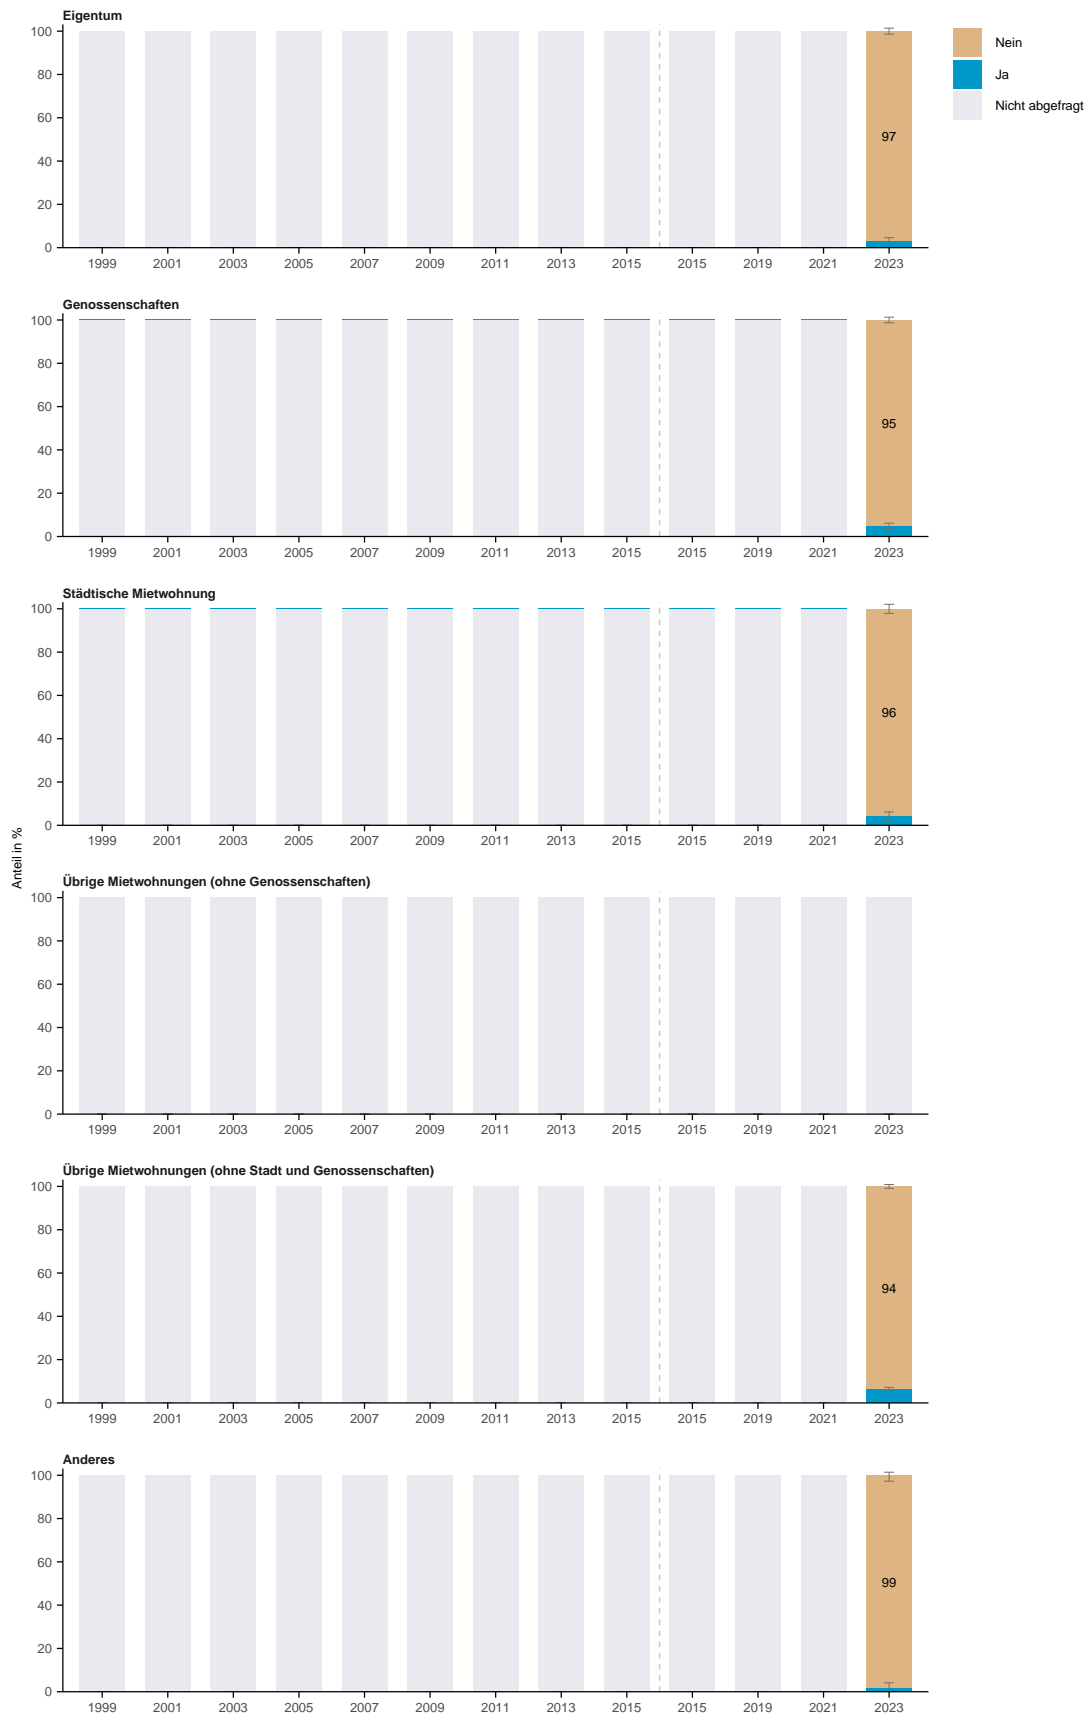 Eigentum
100
80
60
40
20
0
97
1999 2001 2003 2005 2007 2009 2011 2013 2015 2015 2019 2021 2023
Nein
Ja
Nicht abgefragt
Genossenschaften
100
80
60
40
20
0
95
1999 2001 2003 2005 2007 2009 2011 2013 2015 2015 2019 2021 2023
Städtische Mietwohnung
100
80
60
40
20
0
96
1999 2001 2003 2005 2007 2009 2011 2013 2015 2015 2019 2021 2023
Anteil in %
Übrige Mietwohnungen (ohne Genossenschaften)
100
80
60
40
20
0
1999 2001 2003 2005 2007 2009 2011 2013 2015 2015 2019 2021 2023
Übrige Mietwohnungen (ohne Stadt und Genossenschaften)
100
80
60
40
20
0
94
1999 2001 2003 2005 2007 2009 2011 2013 2015 2015 2019 2021 2023
Anderes
100
80
60
40
20
0
99
1999 2001 2003 2005 2007 2009 2011 2013 2015 2015 2019 2021 2023